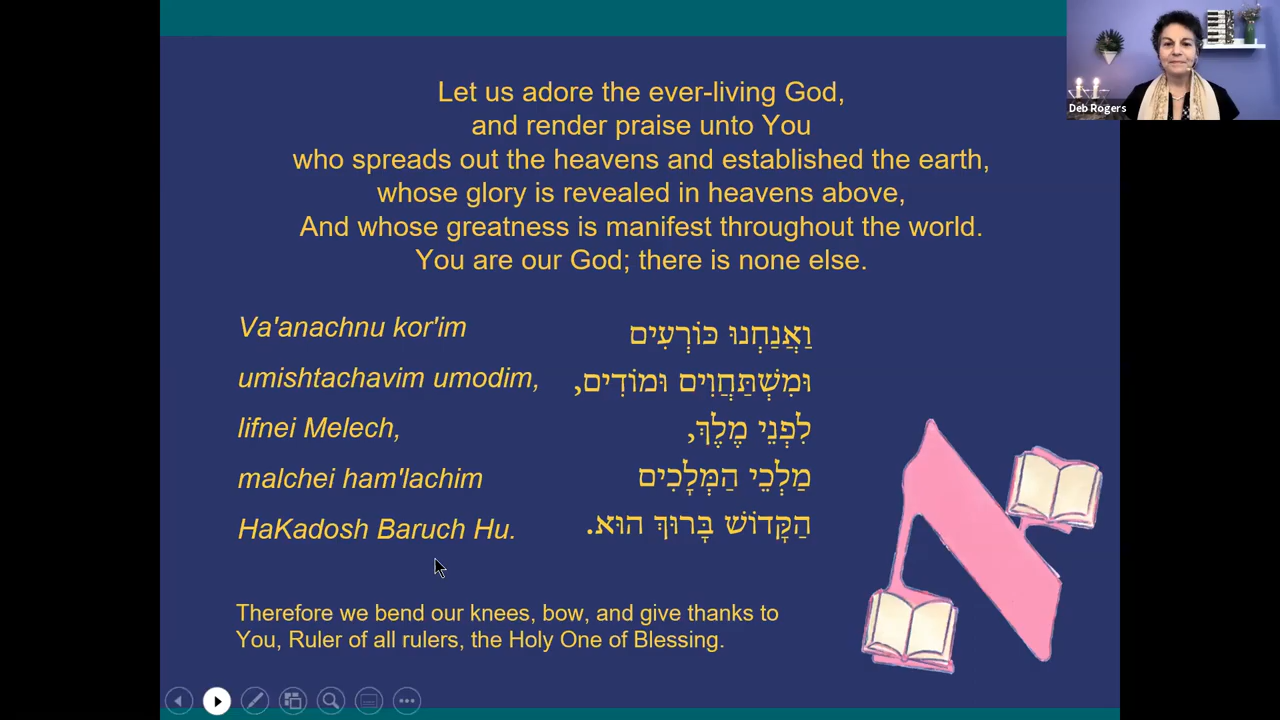 Let us adore the ever-living God,
and render praise unto You
who spreads out the heavens and established the earth,
whose glory is revealed in heavens above,
And whose greatness is manifest throughout the world.
You are our God; there is none else.
Va'anachnu kor'im
umishtachavim umodim,
lifnei Melech,
malchei ham'lachim
HaKadosh Baruch Hu.
וַאֲנַחְנוּ כּוֹרְעִים
וּמִשְׁתַּחֲוִים וּמוֹדִים,
לִפְנֵי מֶלֶךְ,
מַלְכֵי הַמְּלָכִים
הַקָּדוֹשׁ בָּרוּךְ הוּא.
Therefore we bend our knees, bow, and give thanks to
You, Ruler of all rulers, the Holy One of Blessing.
Deb Rogers
א